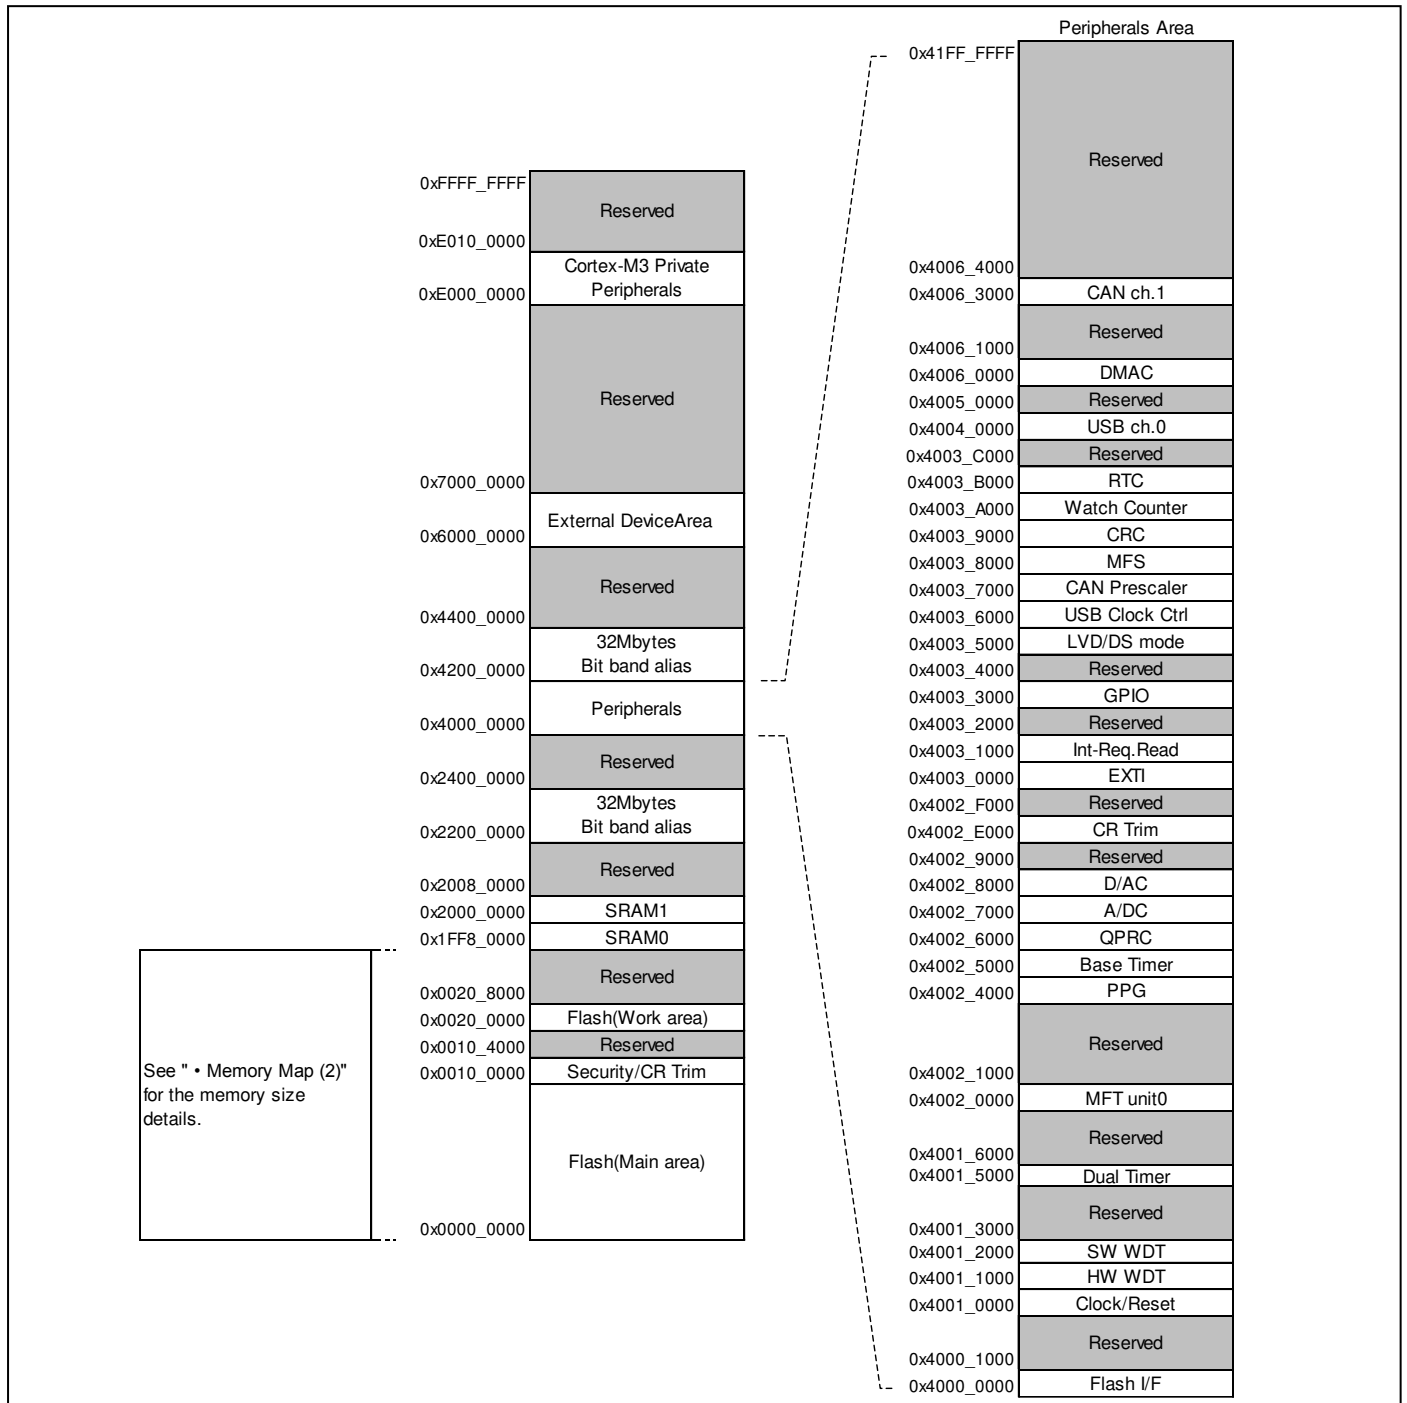 See " • Memory Map (2)"
for the memory size
details.
0xFFFF_FFFF
Reserved
0xE010_0000
Cortex-M3 Private
Peripherals
0xE000_0000
Reserved
0x7000_0000
External DeviceArea
0x6000_0000
Reserved
0x4400_0000
32Mbytes
Bit band alias
0x4200_0000
Peripherals
0x4000_0000
Reserved
0x2400_0000
32Mbytes
Bit band alias
0x2200_0000
Reserved
0x2008_0000
0x2000_0000 SRAM1
0x1FF8_0000 SRAM0
Reserved
0x0020_8000
0x0020_0000 Flash(Work area)
0x0010_4000 Reserved
0x0010_0000 Security/CR Trim
Flash(Main area)
0x0000_0000
Peripherals Area
0x41FF_FFFF
Reserved
0x4006_4000
0x4006_3000 CAN ch.1
Reserved
0x4006_1000
0x4006_0000 DMAC
0x4005_0000 Reserved
0x4004_0000 USB ch.0
0x4003_C000 Reserved
0x4003_B000 RTC
0x4003_A000 Watch Counter
0x4003_9000 CRC
0x4003_8000 MFS
0x4003_7000 CAN Prescaler
0x4003_6000 USB Clock Ctrl
0x4003_5000 LVD/DS mode
0x4003_4000 Reserved
0x4003_3000 GPIO
0x4003_2000 Reserved
0x4003_1000 Int-Req.Read
0x4003_0000 EXTI
0x4002_F000 Reserved
0x4002_E000 CR Trim
0x4002_9000 Reserved
0x4002_8000 D/AC
0x4002_7000 A/DC
0x4002_6000 QPRC
0x4002_5000 Base Timer
0x4002_4000 PPG
Reserved
0x4002_1000
0x4002_0000 MFT unit0
Reserved
0x4001_6000
0x4001_5000 Dual Timer
Reserved
0x4001_3000
0x4001_2000 SW WDT
0x4001_1000 HW WDT
0x4001_0000 Clock/Reset
Reserved
0x4000_1000
0x4000_0000 Flash I/F